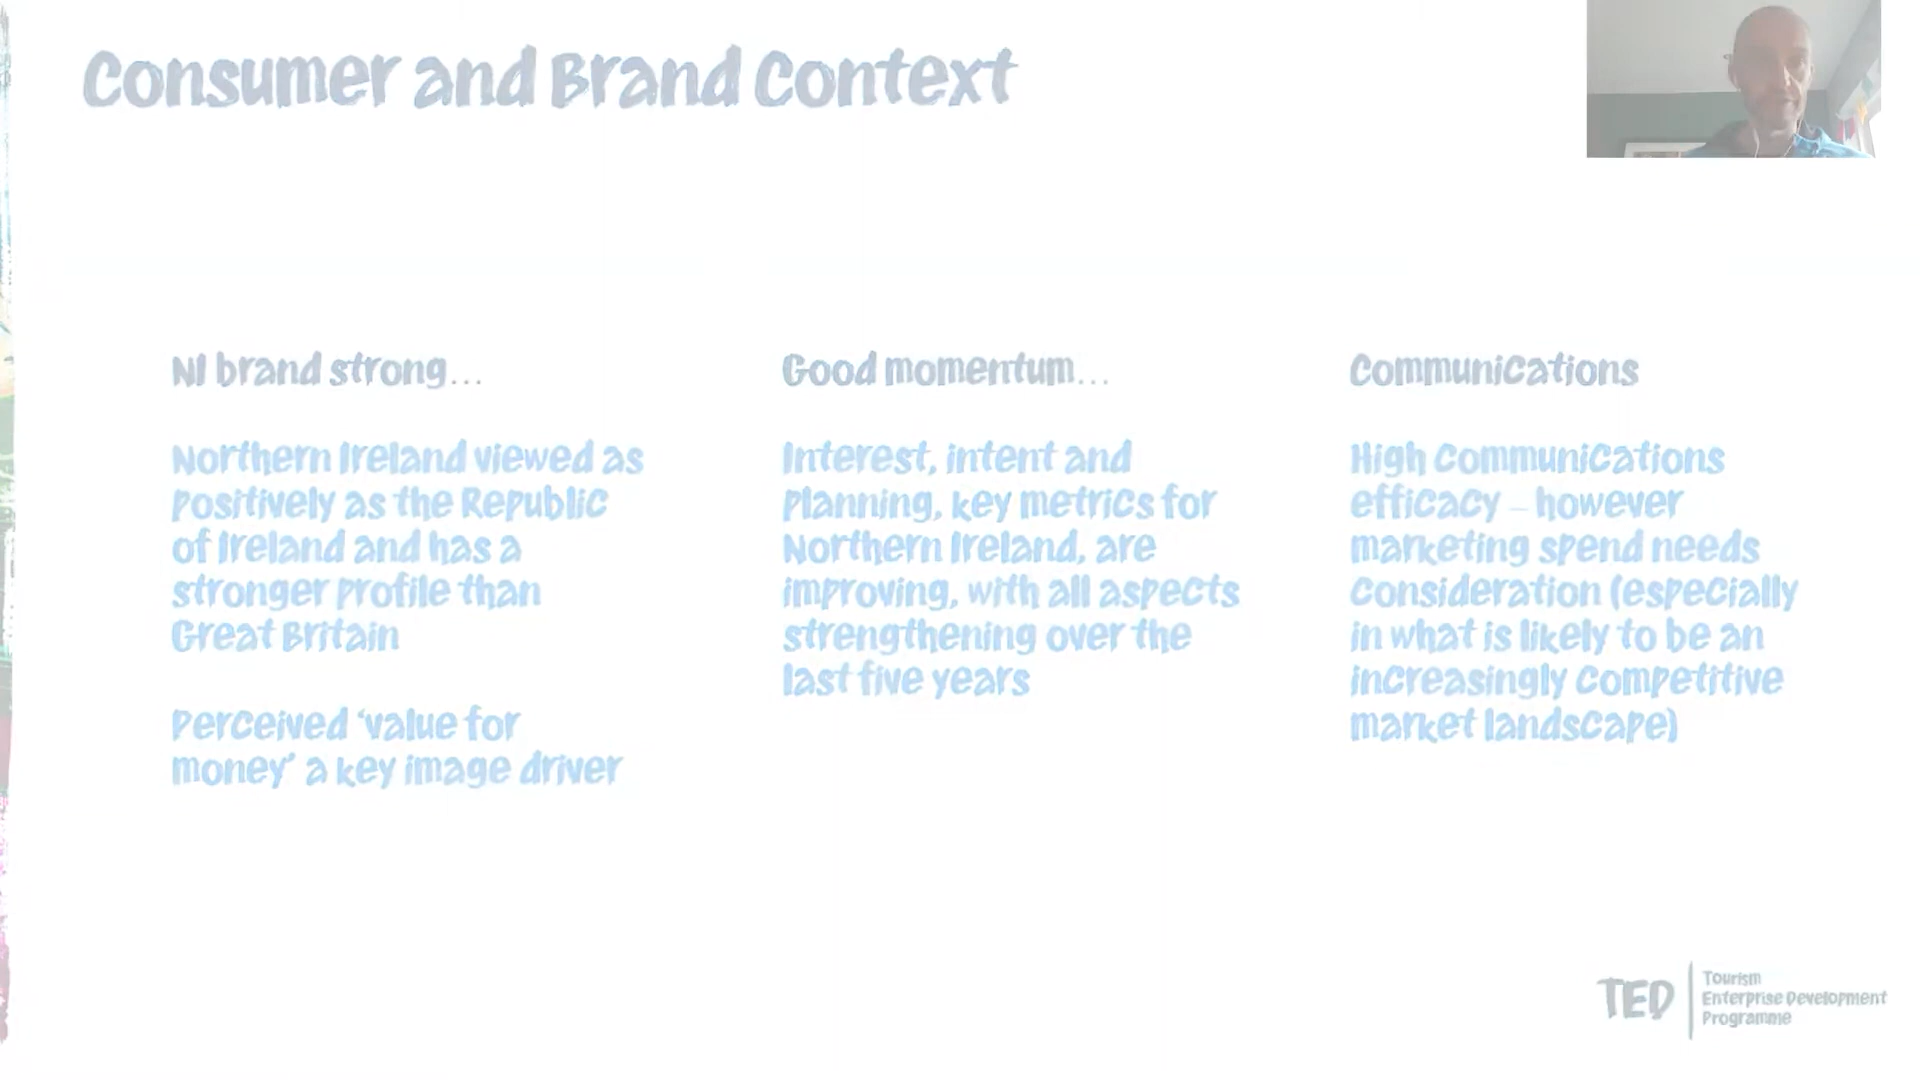 Consumer and Brand Context
NI brand strong...
Northern Ireland viewed as
positively as the Republic
of Ireland and has a
stronger profile than
Great Britain
Perceived ‘value for
money’ a key image driver
Good momentum...
Interest, intent and
planning, key metrics for
Northern Ireland, are
improving, with all aspects
strengthening over the
last five years
Communications
High communications
efficacy – however
marketing spend needs
consideration (especially
in what is likely to be an
increasingly competitive
market landscape)
TED
Tourism
Enterprise Development
Programme